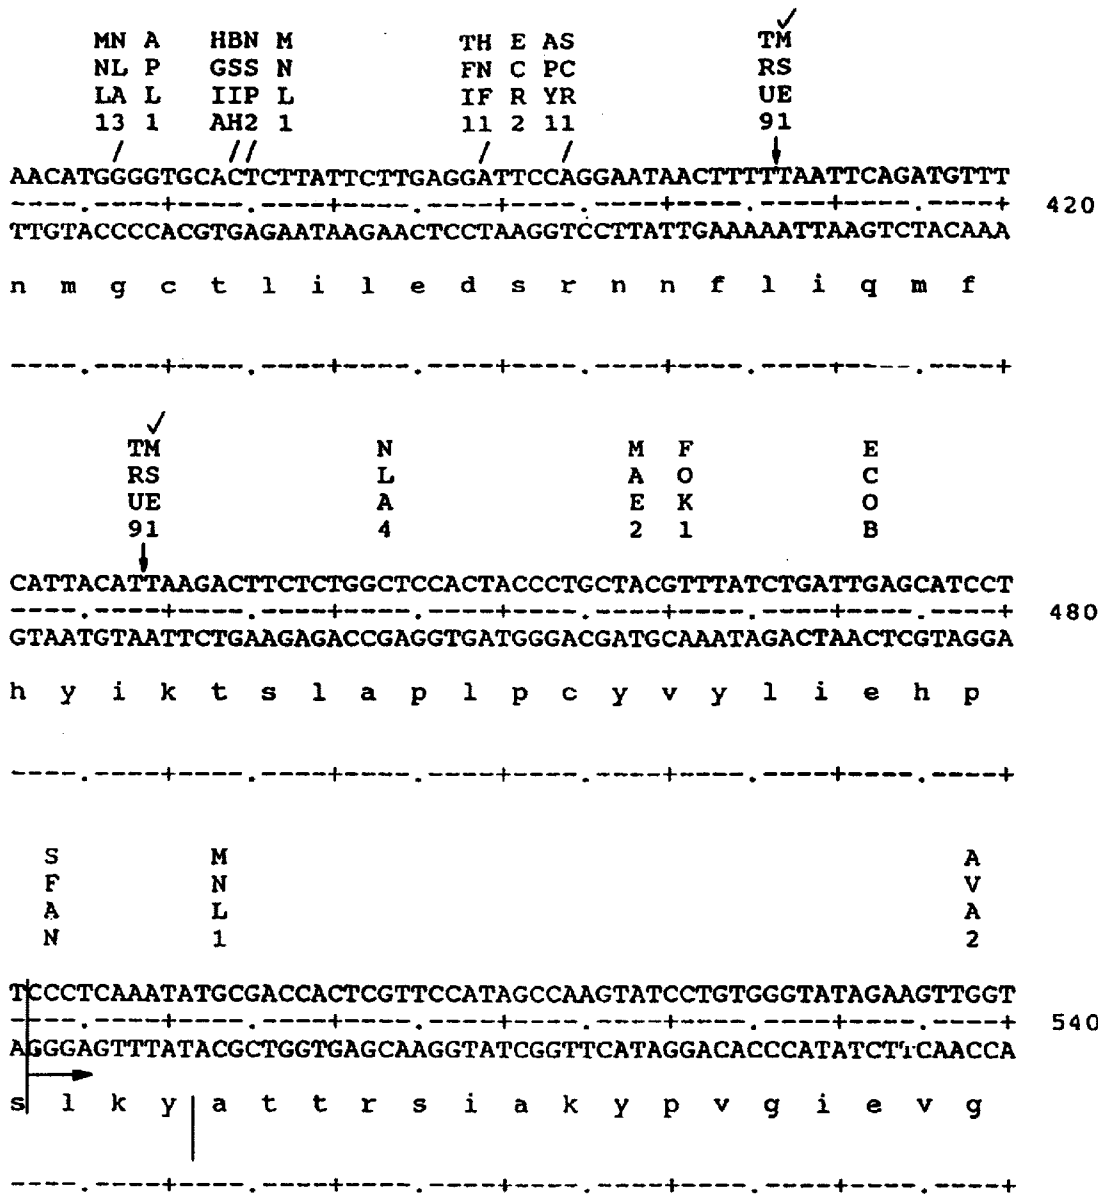 MN A HBN M TH E AS TM
NL P GSS N FN C PC RS
LA L IIP L IF R YR UE
13 1 AH2 1 11 2 11 91
AACATGGGGTGCACTCTTATTCTTGAGGATTCCAGGAATAACTTTTTAATTCAGATGTTT
----.----+----.----+----.----+----.----+----.----+----.----+ 420
TTGTACCCCACGTGAGAATAAGAACTCCTAAGGTCCTTATTGAAAAATTAAGTCTACAAA
n m g c t l i l e d s r n n f l i q m f
----.----+----.----+----.----+----.----+----.----+----.----+
TM N M F E
RS L A O C
UE A E K O
91 4 2 1 B
CATTACATTAAGACTTCTCTGGCTCCACTACCCTGCTACGTTTATCTGATTGAGCATCCT
----.----+----.----+----.----+----.----+----.----+----.----+ 480
GTAATGTAATTCTGAAGAGACCGAGGTGATGGGACGATGCAAATAGACTAACTCGTAGGA
h y i k t s l a p l p c y v y l i e h p
----.----+----.----+----.----+----.----+----.----+----.----+
S M A
F N V
A L A
N 1 2
TCCCTCAAATATGCGACCACTCGTTCCATAGCCAAGTATCCTGTGGGTATAGAAGTTGGT
----.----+----.----+----.----+----.----+----.----+----.----+ 540
AGGGAGTTTATACGCTGGTGAGCAAGGTATCGGTTCATAGGACACCCATATCTTCAACCA
s l k y a t t r s i a k y p v g i e v g
----.----+----.----+----.----+----.----+----.----+----.----+